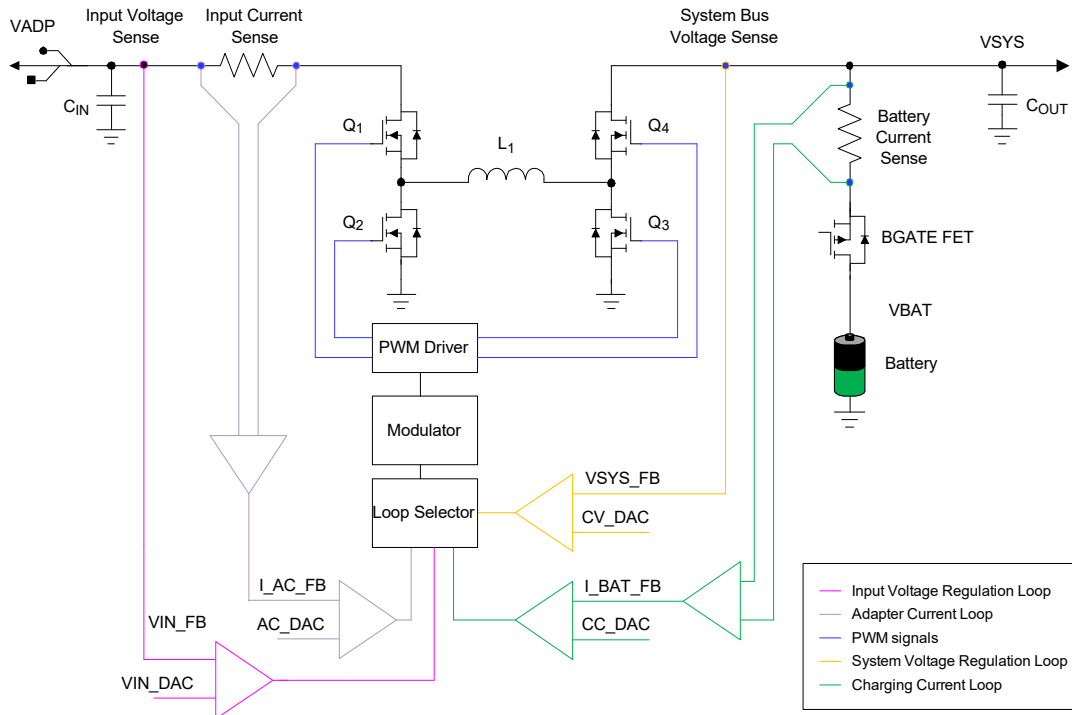 VADP
Input Voltage
Sense
Input Current
Sense
System Bus
Voltage Sense
VSYS
CIN
Q1
L1
Q4
Battery
Current
Sense
COUT
Q2
Q3
BGATE FET
VBAT
PWM Driver
Battery
Modulator
Loop Selector
VSYS_FB
CV_DAC
I_AC_FB
AC_DAC
I_BAT_FB
CC_DAC
VIN_FB
VIN_DAC
Input Voltage Regulation Loop
Adapter Current Loop
PWM signals
System Voltage Regulation Loop
Charging Current Loop